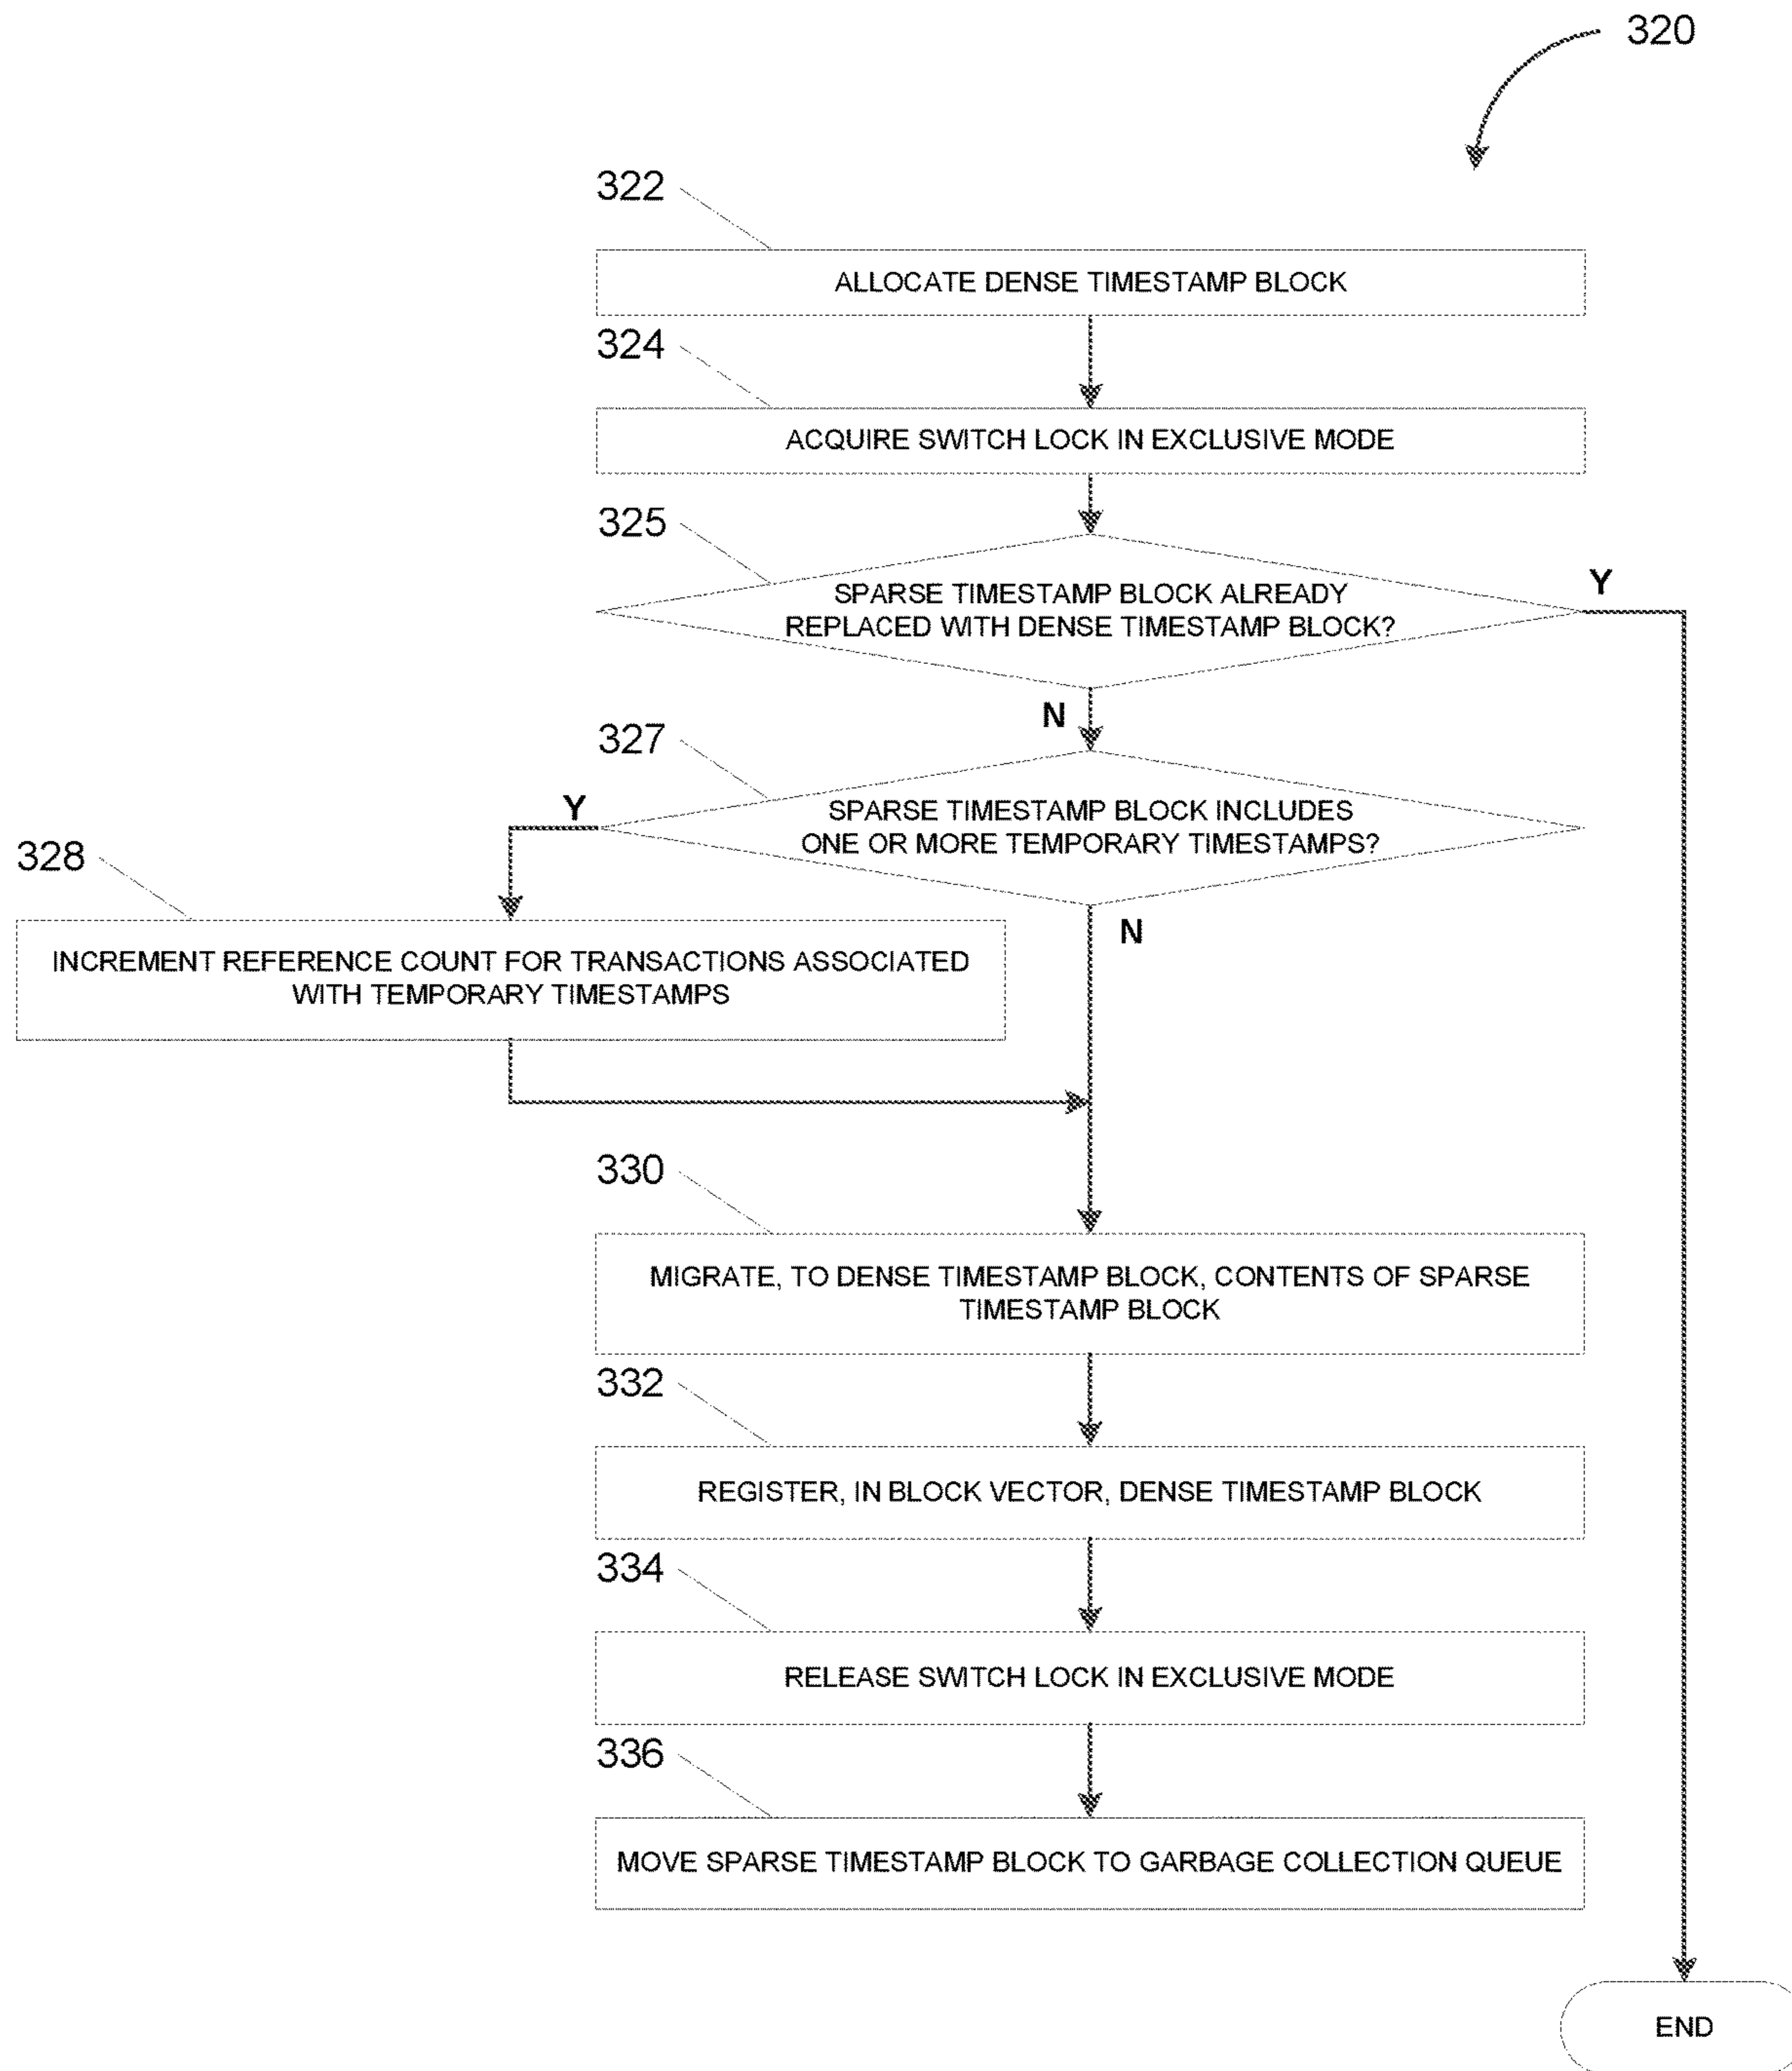 320
322
ALLOCATE DENSE TIMESTAMP BLOCK
324
ACQUIRE SWITCH LOCK IN EXCLUSIVE MODE
325
SPARSE TIMESTAMP BLOCK ALREADY
REPLACED WITH DENSE TIMESTAMP BLOCK?
Y
N
327
SPARSE TIMESTAMP BLOCK INCLUDES
ONE OR MORE TEMPORARY TIMESTAMPS?
Y
N
328
INCREMENT REFERENCE COUNT FOR TRANSACTIONS ASSOCIATED
WITH TEMPORARY TIMESTAMPS
330
MIGRATE, TO DENSE TIMESTAMP BLOCK, CONTENTS OF SPARSE
TIMESTAMP BLOCK
332
REGISTER, IN BLOCK VECTOR, DENSE TIMESTAMP BLOCK
334
RELEASE SWITCH LOCK IN EXCLUSIVE MODE
336
MOVE SPARSE TIMESTAMP BLOCK TO GARBAGE COLLECTION QUEUE
END